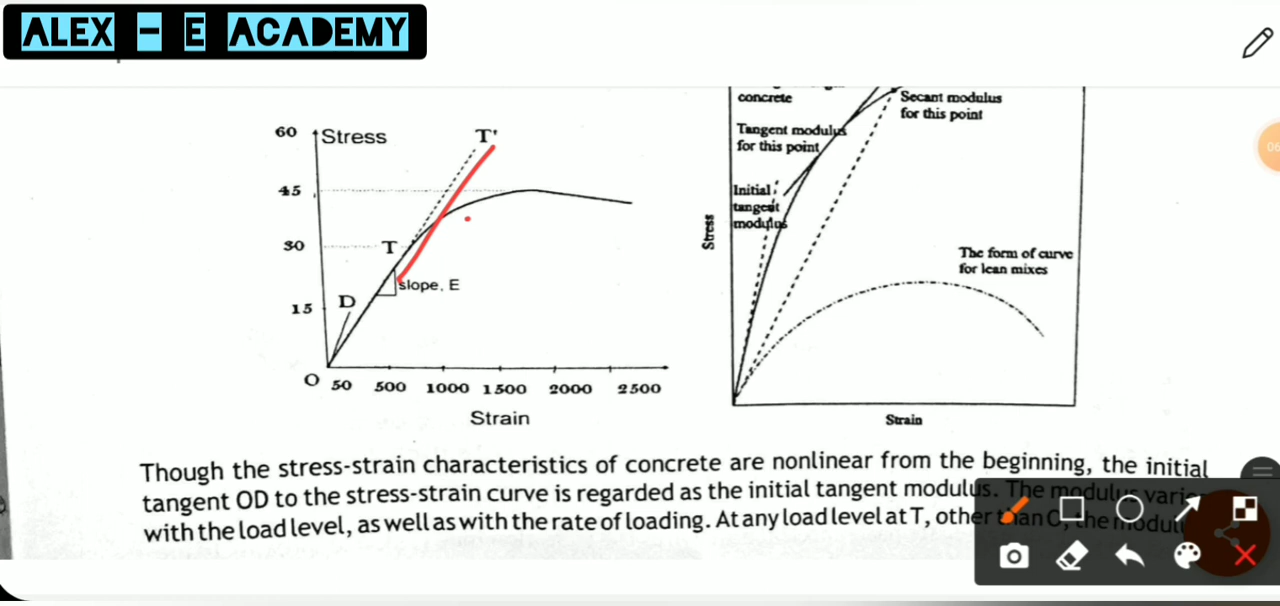 ALEX - E ACADEMY
60
Stress
T'
45
30
T
slope, E
15
D
O
50
500
1000
1500
2000
2500
Strain
concrete
Secant modulus
for this point
Tangent modulus
for this point
Initial
tangent
modulus
Stress
The form of curve
for lean mixes
Strain
06
Though the stress-strain characteristics of concrete are nonlinear from the beginning, the initial
tangent OD to the stress-strain curve is regarded as the initial tangent modulus. The modulus
with the load level, as well as with the rate of loading. At any load level at T, other than O, the